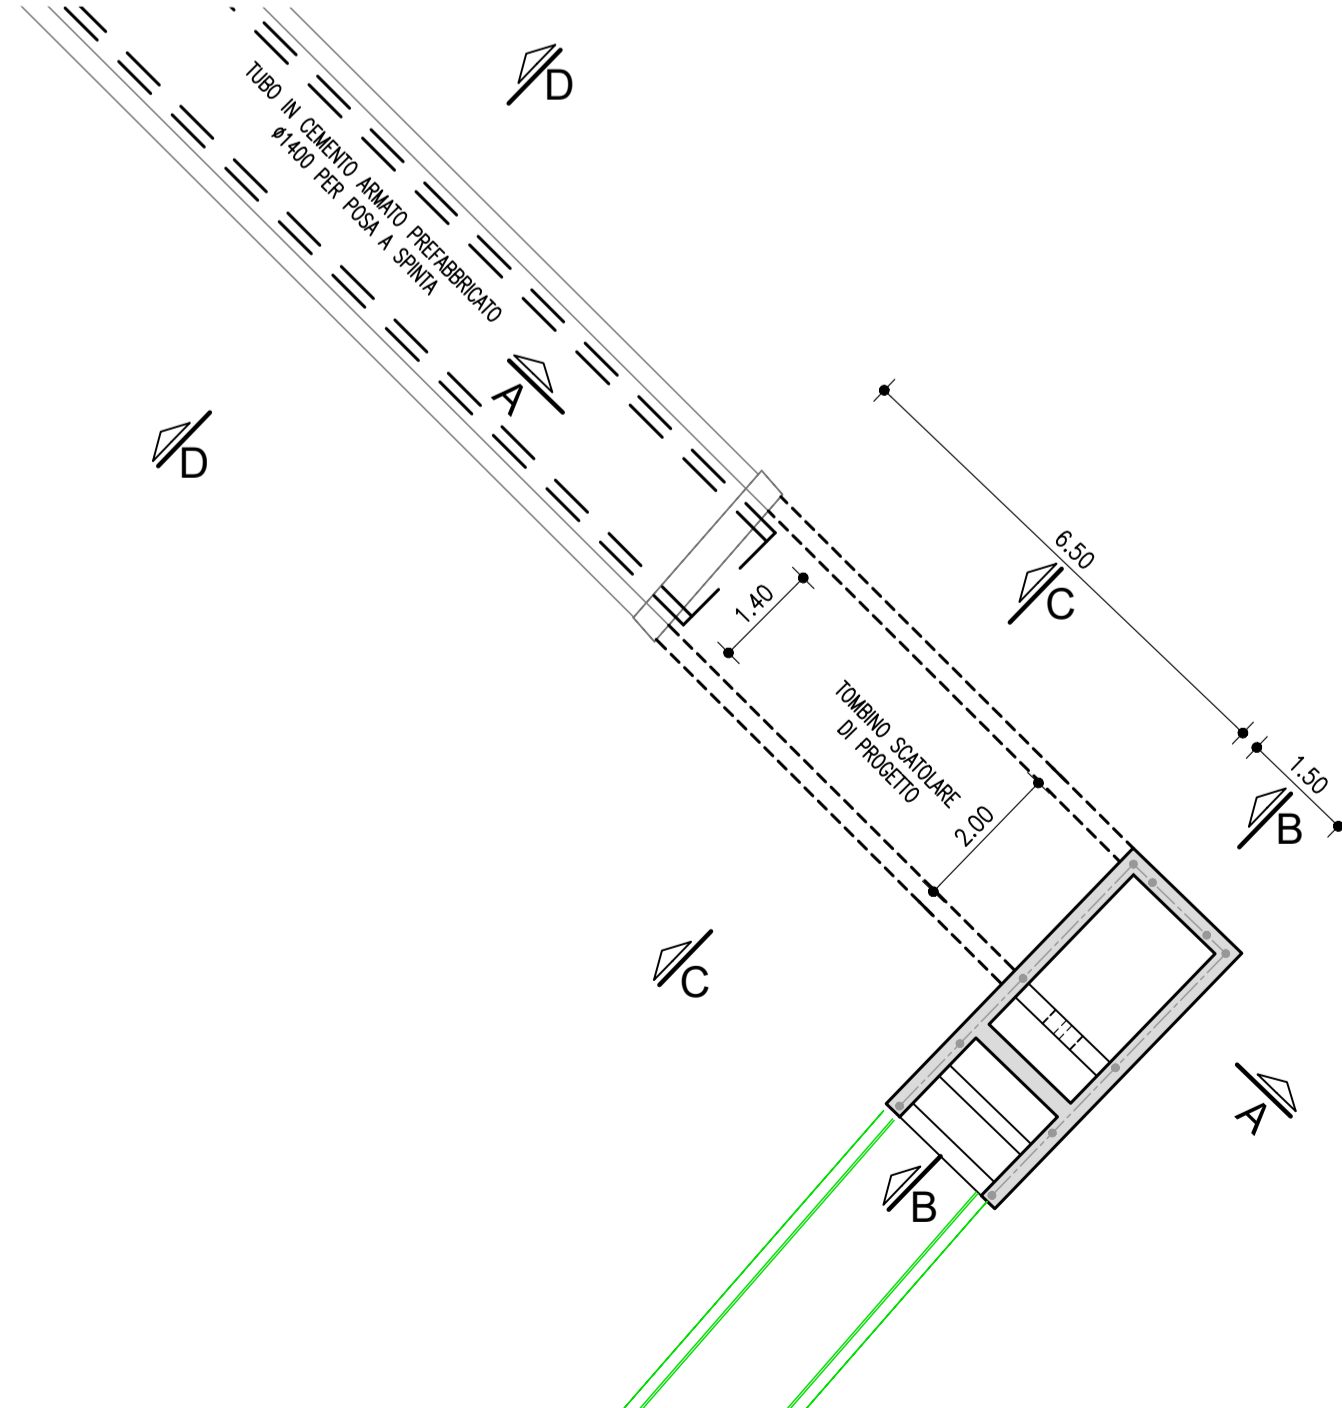 D
TUBO IN CEMENTO ARMATO PREFABBRICATO
ø1400 PER POSA A SPINTA
A
D
6.50
C
1.40
1.50
B
TOMBINO SCATOLARE
DI PROGETTO
2.00
C
A
B